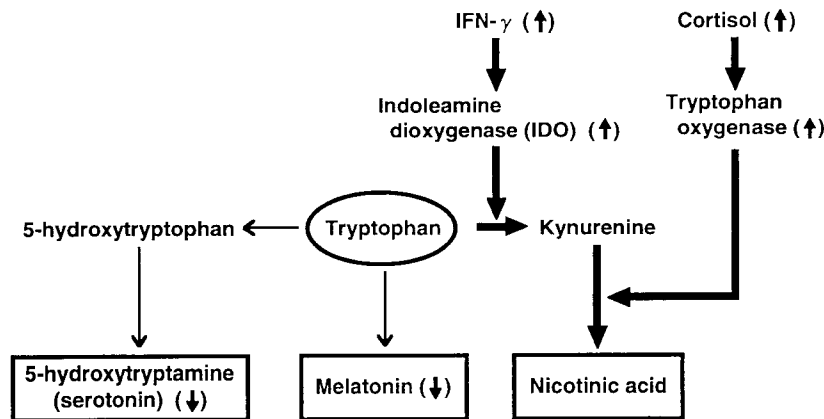 IFN-γ (↑)
Cortisol (↑)
Indoleamine
dioxygenase (IDO) (↑)
Tryptophan
oxygenase (↑)
5-hydroxytryptophan
Tryptophan
Kynurenine
5-hydroxytryptamine
(serotonin) (↓)
Melatonin (↓)
Nicotinic acid